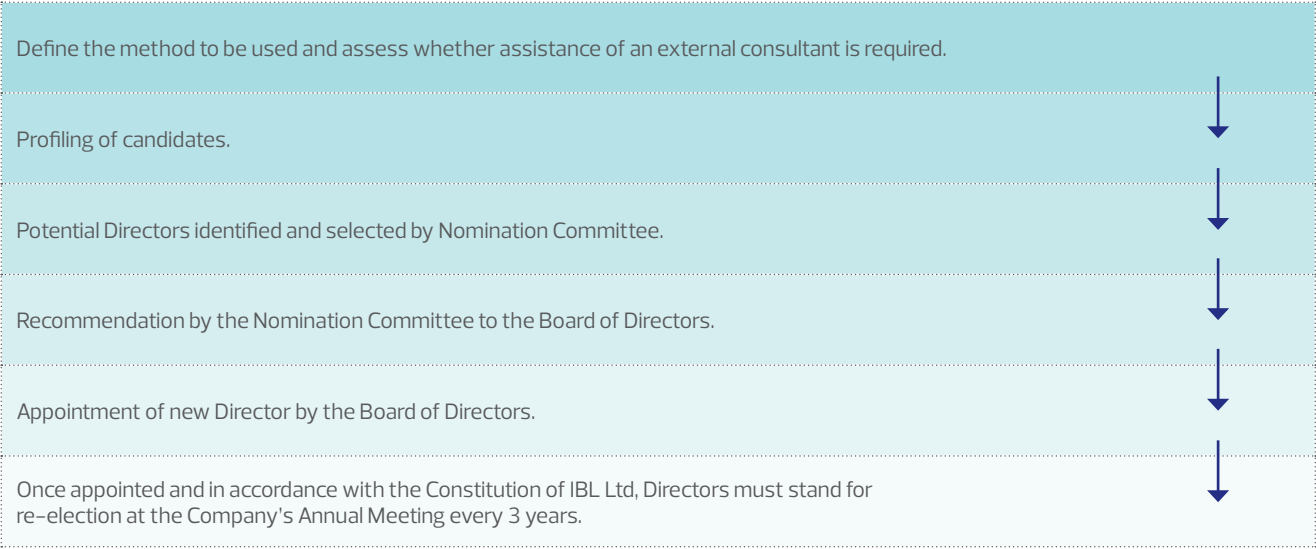 Define the method to be used and assess whether assistance of an external consultant is required.
Profiling of candidates.
Potential Directors identified and selected by Nomination Committee.
Recommendation by the Nomination Committee to the Board of Directors.
Appointment of new Director by the Board of Directors.
Once appointed and in accordance with the Constitution of IBL Ltd, Directors must stand for
re-election at the Company's Annual Meeting every 3 years.